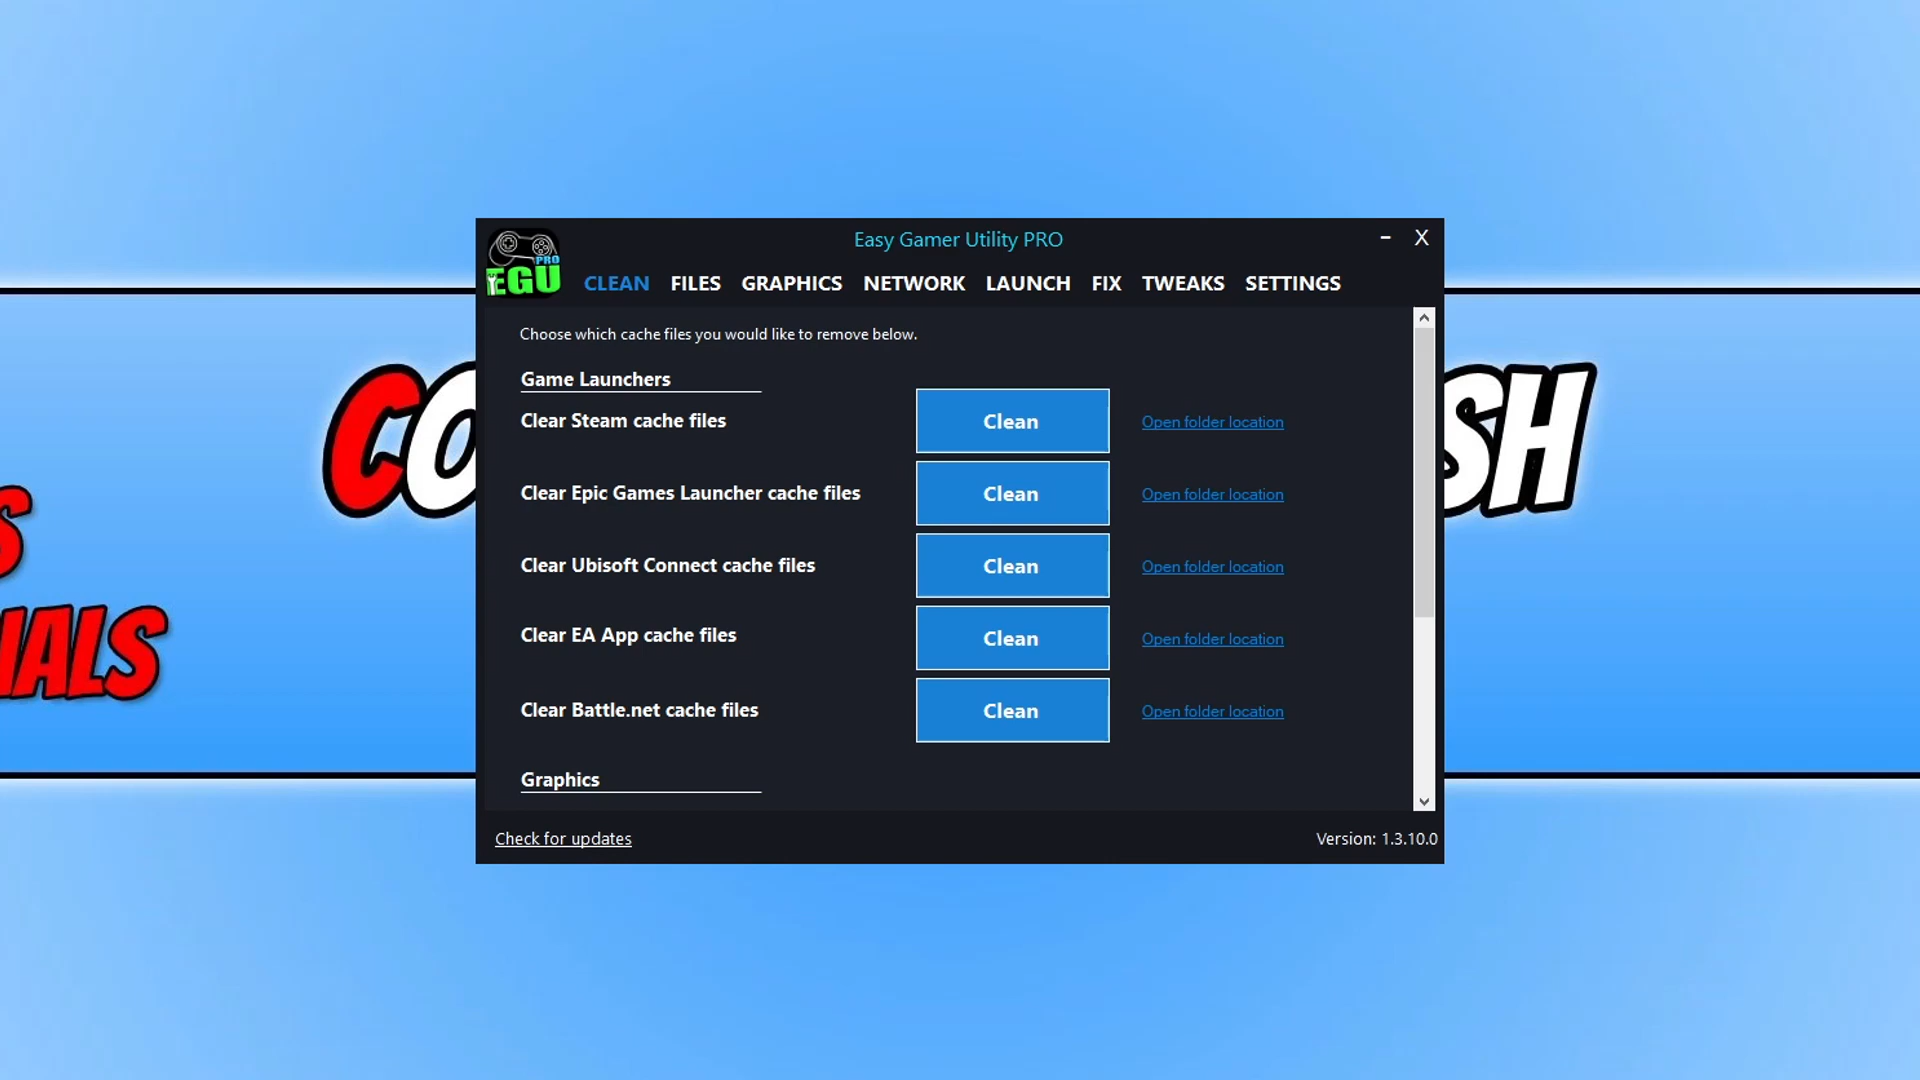 Easy Gamer Utility PRO
– X
PRO
EGU
CLEAN FILES GRAPHICS NETWORK LAUNCH FIX TWEAKS SETTINGS
Choose which cache files you would like to remove below.
Game Launchers
Clear Steam cache files Clean Open folder location
Clear Epic Games Launcher cache files Clean Open folder location
Clear Ubisoft Connect cache files Clean Open folder location
Clear EA App cache files Clean Open folder location
Clear Battle.net cache files Clean Open folder location
Graphics
Check for updates Version: 1.3.10.0
CO
SH
S
IALS